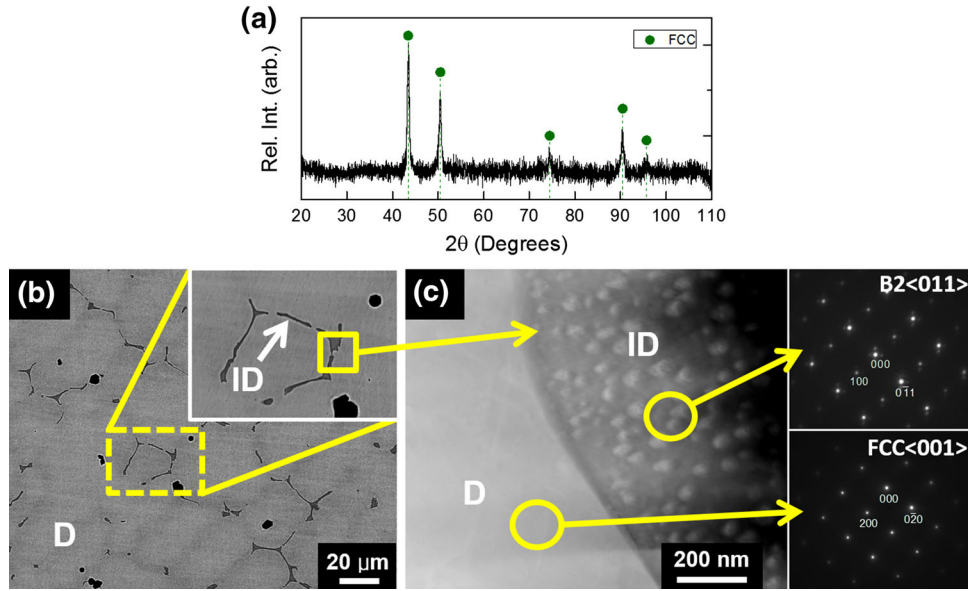 (a)
Rel. Int. (arb.)
FCC
20 30 40 50 60 70 80 90 100 110
2θ (Degrees)
(b)
ID
D
20 µm
(c)
ID
D
200 nm
B2<011>
000
100
01̄1
FCC<001>
000
200
02̄0